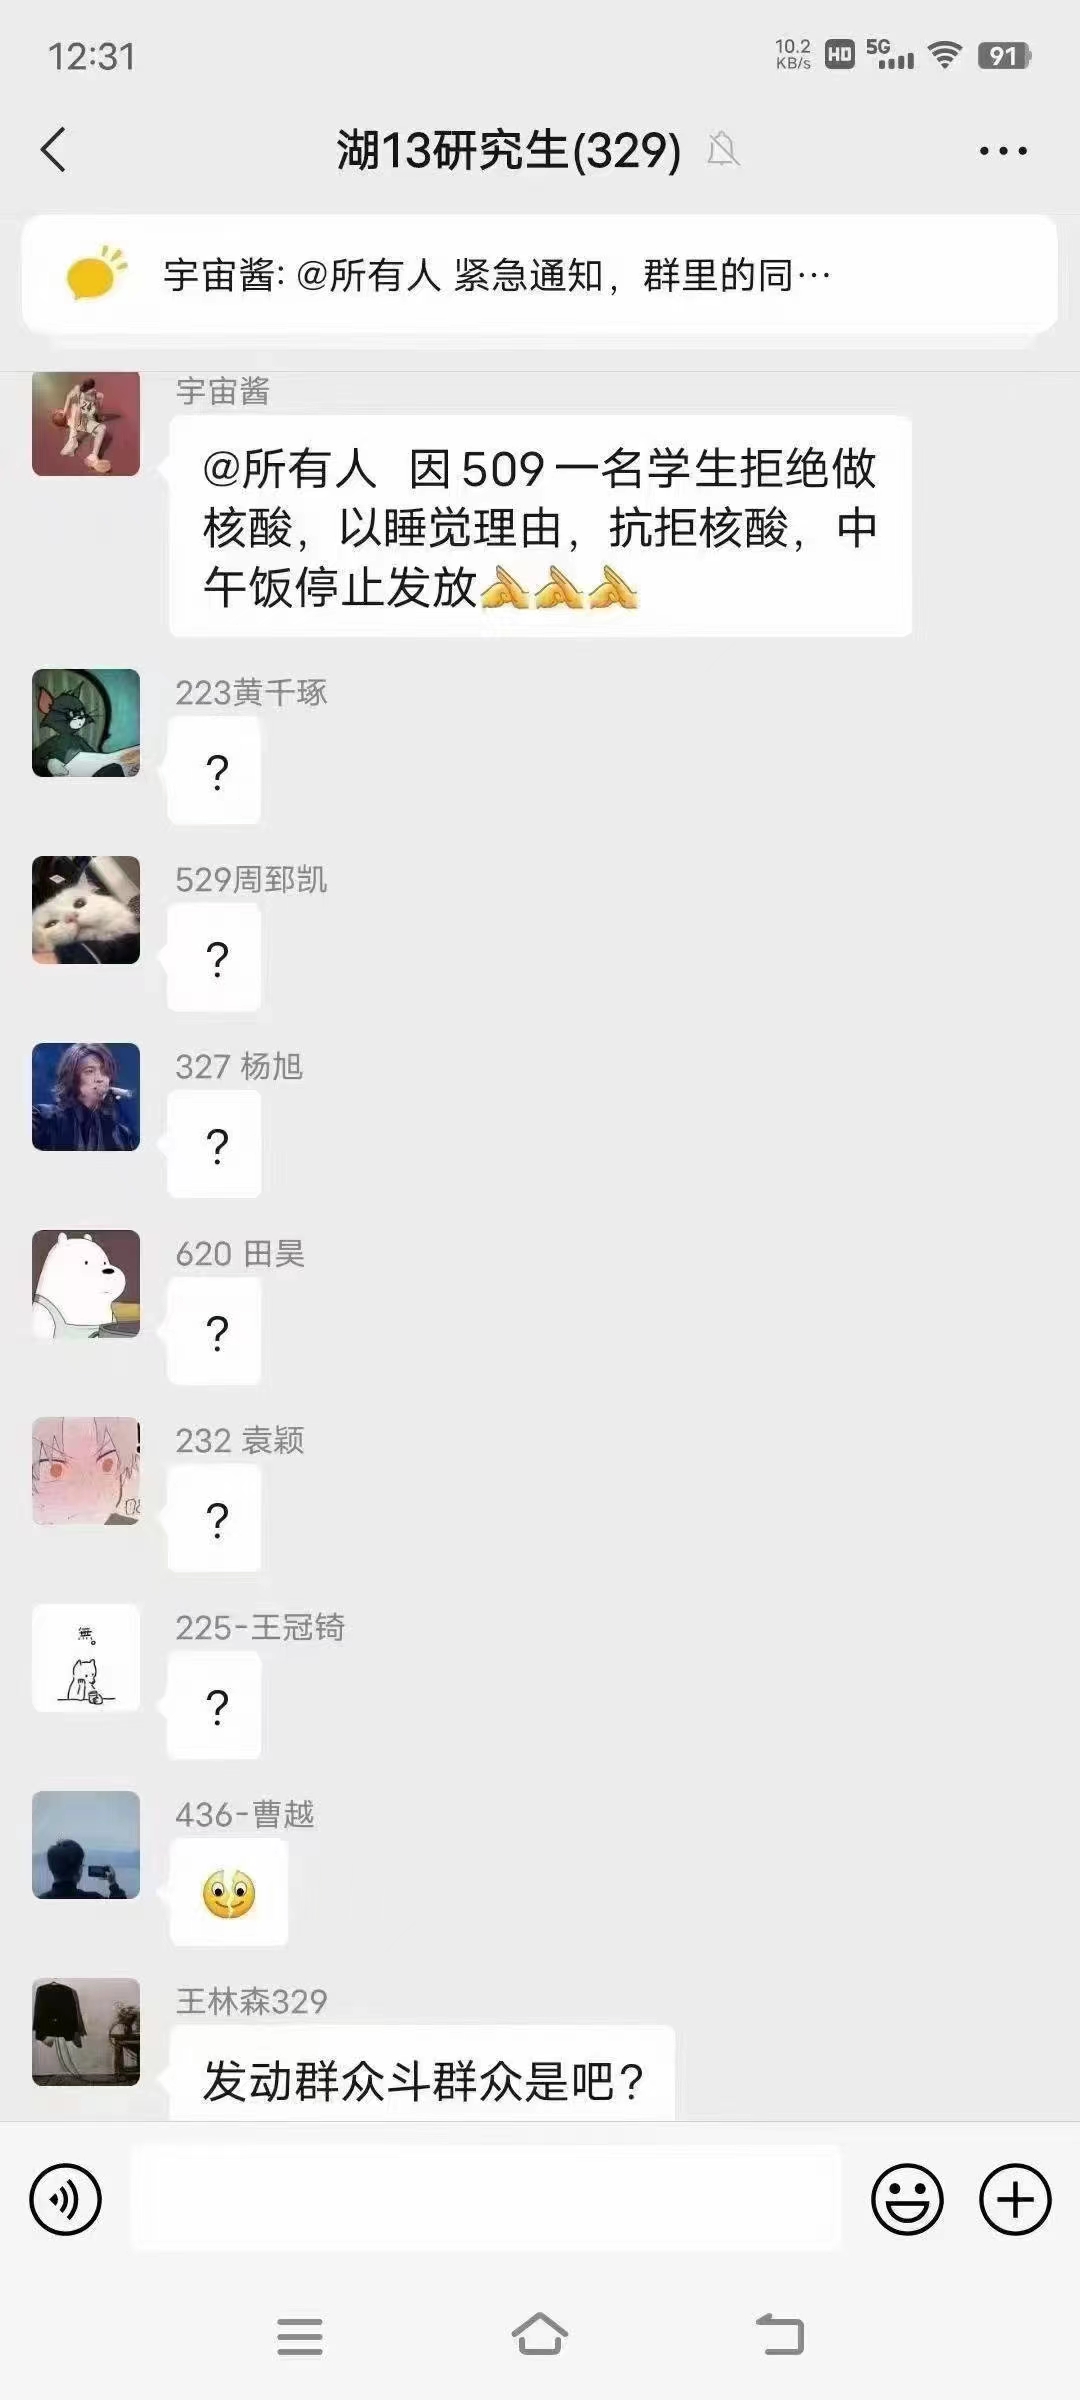 12:31
10.2
KB/s
HD
5G
91
湖13研究生(329)
宇宙酱: @所有人 紧急通知，群里的同…
宇宙酱
@所有人 因509一名学生拒绝做
核酸，以睡觉理由，抗拒核酸，中
午饭停止发放🫴🫴🫴
223黄千琢
?
529周郅凯
?
327 杨旭
?
620 田昊
?
232 袁颖
?
無。
225-王冠锜
?
436-曹越
王林森329
发动群众斗群众是吧?